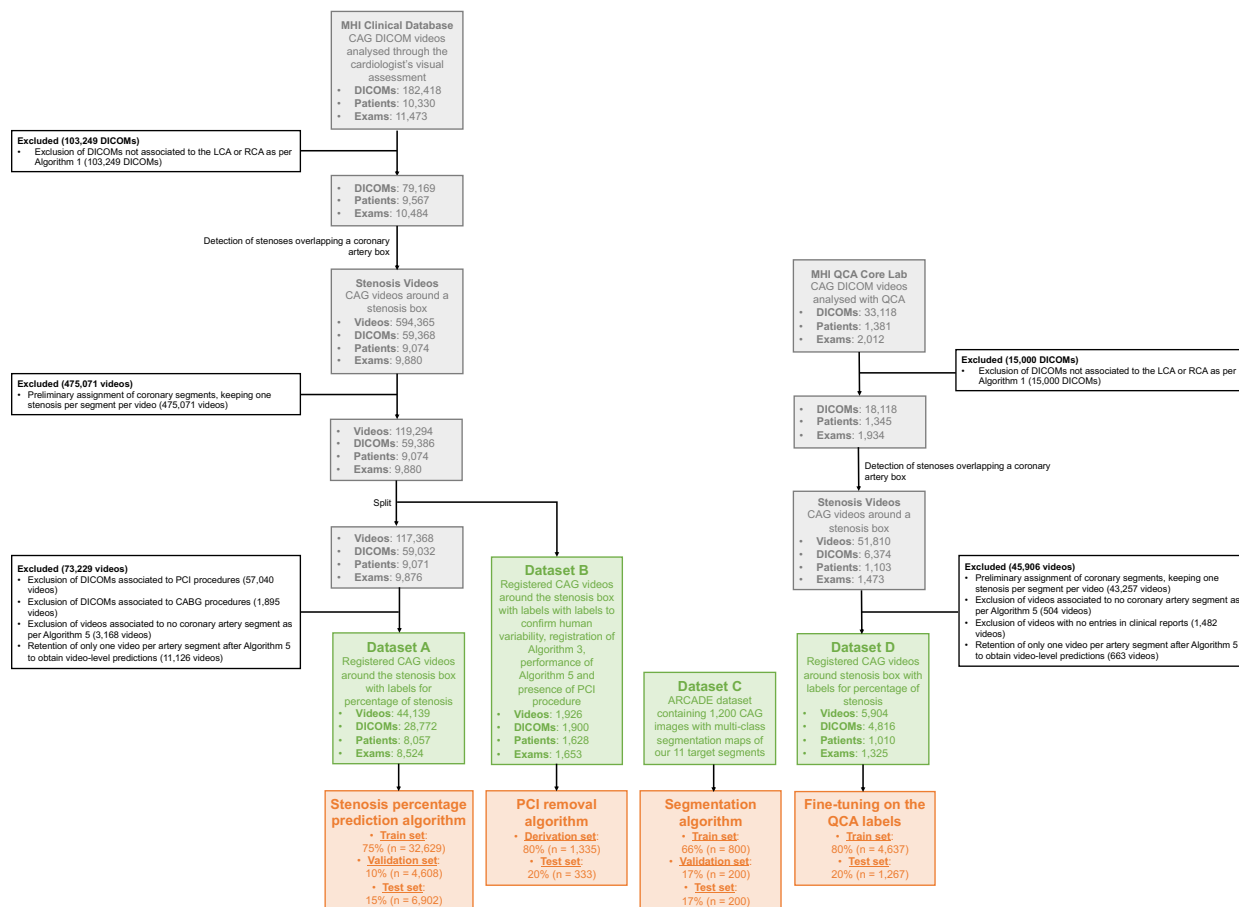 MHI Clinical Database
CAG DICOM videos
analysed through the
cardiologist's visual
assessment
• DICOMs: 182,418
• Patients: 10,330
• Exams: 11,473
Excluded (103,249 DICOMs)
• Exclusion of DICOMs not associated to the LCA or RCA as per
Algorithm 1 (103,249 DICOMs)
• DICOMs: 79,169
• Patients: 9,567
• Exams: 10,484
Detection of stenoses overlapping a coronary
artery box
Stenosis Videos
CAG videos around a
stenosis box
• Videos: 594,365
• DICOMs: 59,368
• Patients: 9,074
• Exams: 9,880
Excluded (475,071 videos)
• Preliminary assignment of coronary segments, keeping one
stenosis per segment per video (475,071 videos)
• Videos: 119,294
• DICOMs: 59,386
• Patients: 9,074
• Exams: 9,880
Split
• Videos: 117,368
• DICOMs: 59,032
• Patients: 9,071
• Exams: 9,876
Excluded (73,229 videos)
• Exclusion of DICOMs associated to PCI procedures (57,040
videos)
• Exclusion of DICOMs associated to CABG procedures (1,895
videos)
• Exclusion of videos associated to no coronary artery segment as
per Algorithm 5 (3,168 videos)
• Retention of only one video per artery segment after Algorithm 5
to obtain video-level predictions (11,126 videos)
Dataset A
Registered CAG videos
around the stenosis box
with labels for
percentage of stenosis
• Videos: 44,139
• DICOMs: 28,772
• Patients: 8,057
• Exams: 8,524
Dataset B
Registered CAG videos
around the stenosis box
with labels with labels to
confirm human
variability, registration of
Algorithm 3,
performance of
Algorithm 5 and
presence of PCI
procedure
• Videos: 1,926
• DICOMs: 1,900
• Patients: 1,628
• Exams: 1,653
Dataset C
ARCADE dataset
containing 1,200 CAG
images with multi-class
segmentation maps of
our 11 target segments
MHI QCA Core Lab
CAG DICOM videos
analysed with QCA
• DICOMs: 33,118
• Patients: 1,381
• Exams: 2,012
Excluded (15,000 DICOMs)
• Exclusion of DICOMs not associated to the LCA or RCA as per
Algorithm 1 (15,000 DICOMs)
• DICOMs: 18,118
• Patients: 1,345
• Exams: 1,934
Detection of stenoses overlapping a coronary
artery box
Stenosis Videos
CAG videos around a
stenosis box
• Videos: 51,810
• DICOMs: 6,374
• Patients: 1,103
• Exams: 1,473
Excluded (45,906 videos)
• Preliminary assignment of coronary segments, keeping one
stenosis per segment per video (43,257 videos)
• Exclusion of videos associated to no coronary artery segment as
per Algorithm 5 (504 videos)
• Exclusion of videos with no entries in clinical reports (1,482
videos)
• Retention of only one video per artery segment after Algorithm 5
to obtain video-level predictions (663 videos)
Dataset D
Registered CAG videos
around stenosis box with
labels for percentage of
stenosis
• Videos: 5,904
• DICOMs: 4,816
• Patients: 1,010
• Exams: 1,325
Stenosis percentage
prediction algorithm
• Train set:
75% (n = 32,629)
• Validation set:
10% (n = 4,608)
• Test set:
15% (n = 6,902)
PCI removal
algorithm
• Derivation set:
80% (n = 1,335)
• Test set:
20% (n = 333)
Segmentation
algorithm
• Train set:
66% (n = 800)
• Validation set:
17% (n = 200)
• Test set:
17% (n = 200)
Fine-tuning on the
QCA labels
• Train set:
80% (n = 4,637)
• Test set:
20% (n = 1,267)